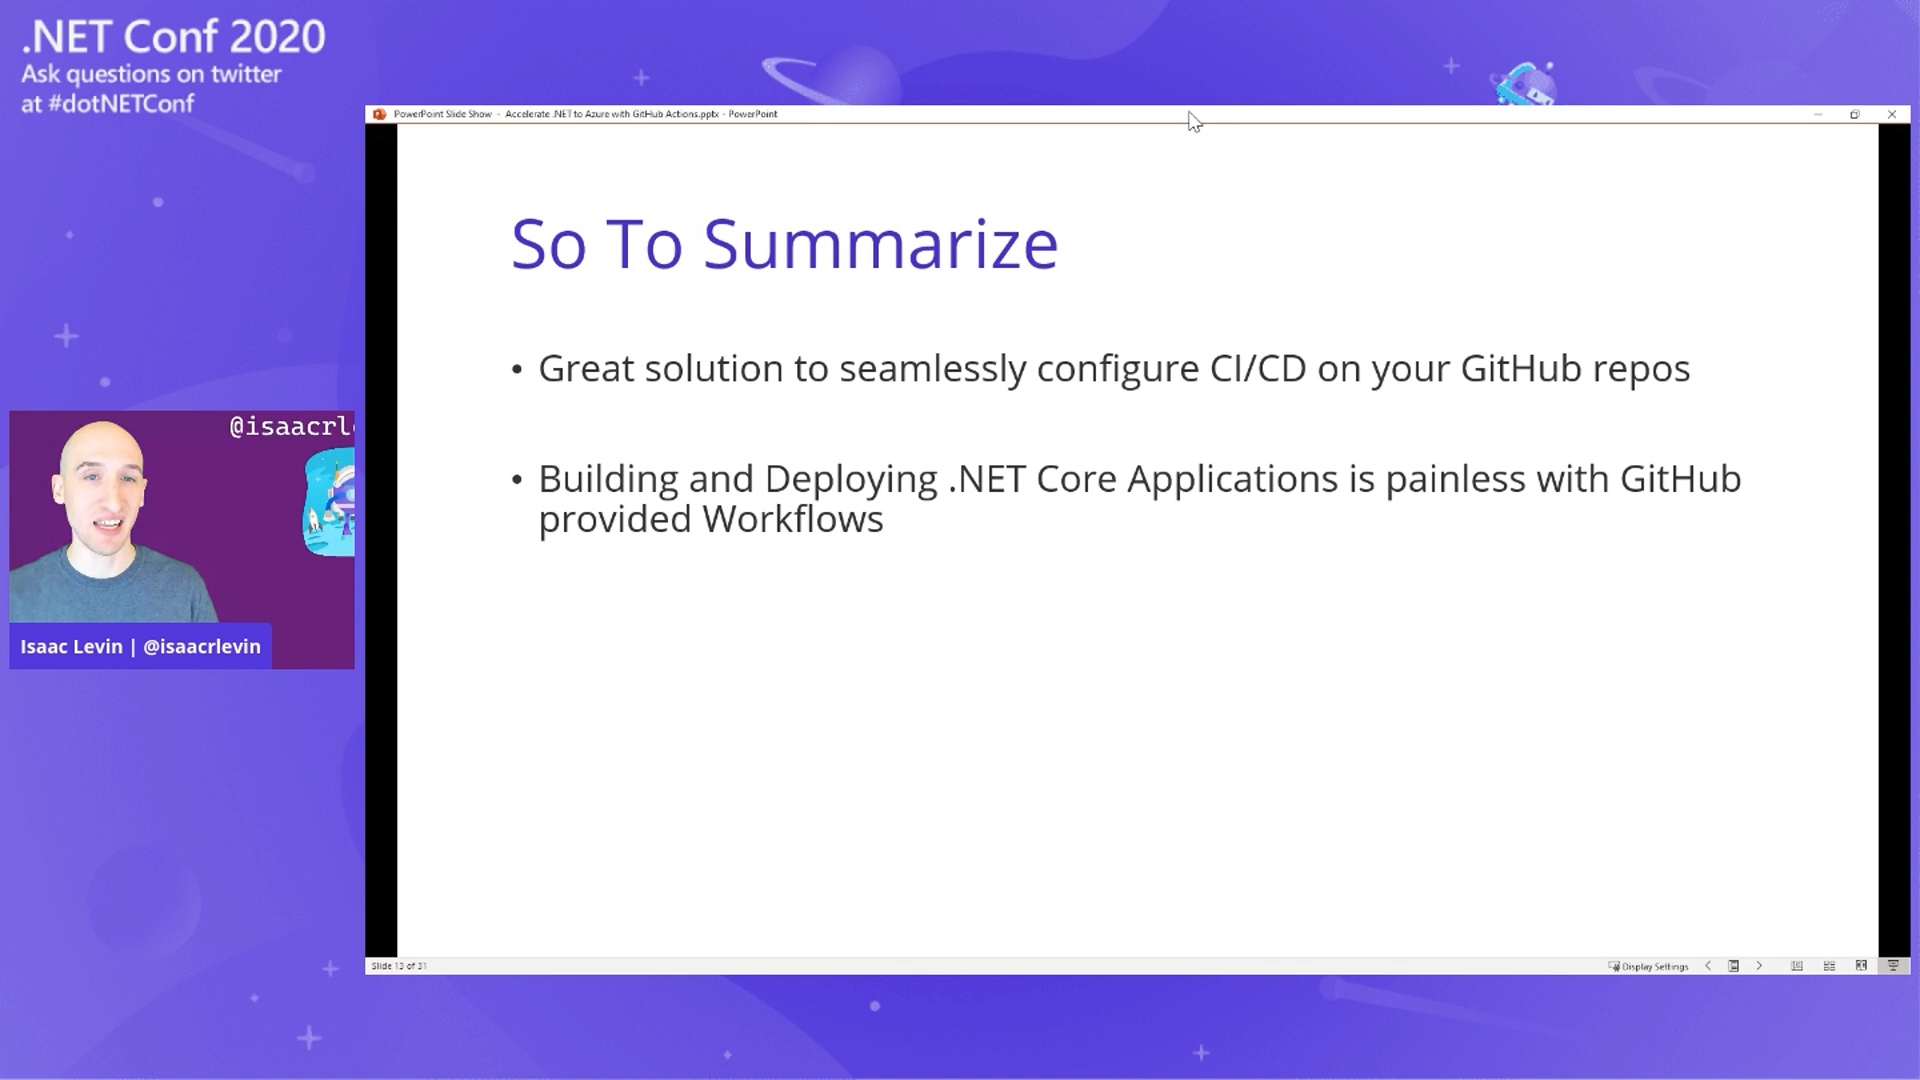 .NET Conf 2020
Ask questions on twitter
at #dotNETConf
PowerPoint Slide Show - Accelerate .NET to Azure with GitHub Actions.pptx - PowerPoint
So To Summarize
• Great solution to seamlessly configure CI/CD on your GitHub repos
• Building and Deploying .NET Core Applications is painless with GitHub
provided Workflows
@isaacrl
Isaac Levin | @isaacrlevin
Slide 13 of 31
Display Settings